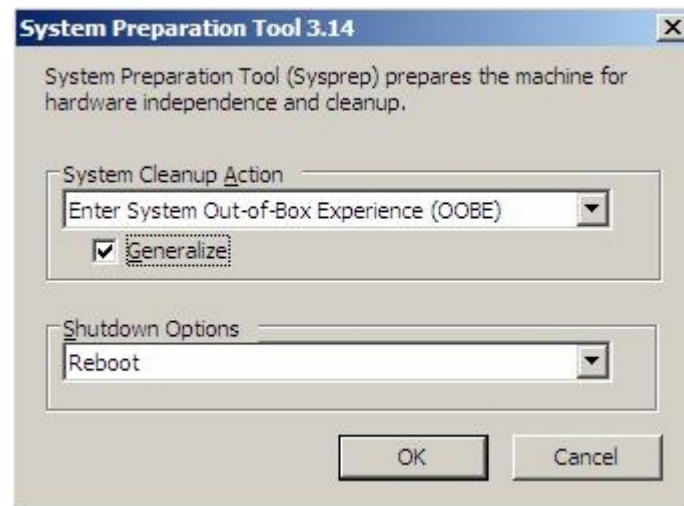 System Preparation Tool 3.14
System Preparation Tool (Sysprep) prepares the machine for
hardware independence and cleanup.
System Cleanup Action
Enter System Out-of-Box Experience (OOBE)
Generalize
Shutdown Options
Reboot
OK Cancel